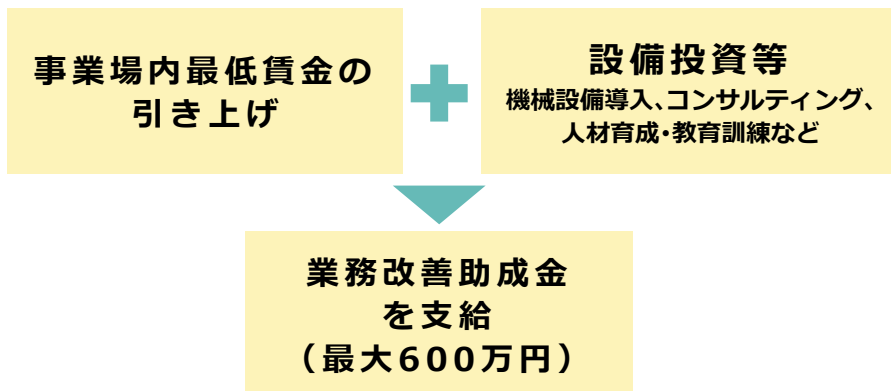 事業場内最低賃金の
引き上げ
設備投資等
機械設備導入、コンサルティング、
人材育成・教育訓練など
業務改善助成金
を支給
（最大600万円）